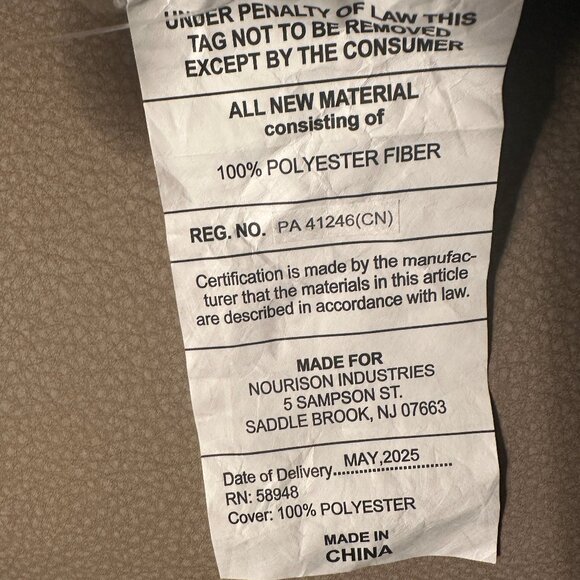 UNDER PENALTY OF LAW THIS
TAG NOT TO BE REMOVED
EXCEPT BY THE CONSUMER
ALL NEW MATERIAL
consisting of
100% POLYESTER FIBER
REG. NO. PA 41246(CN)
Certification is made by the manufac-
turer that the materials in this article
are described in accordance with law.
MADE FOR
NOURISON INDUSTRIES
5 SAMPSON ST.
SADDLE BROOK, NJ 07663
Date of Delivery....MAY,2025....
RN: 58948
Cover: 100% POLYESTER
MADE IN
CHINA